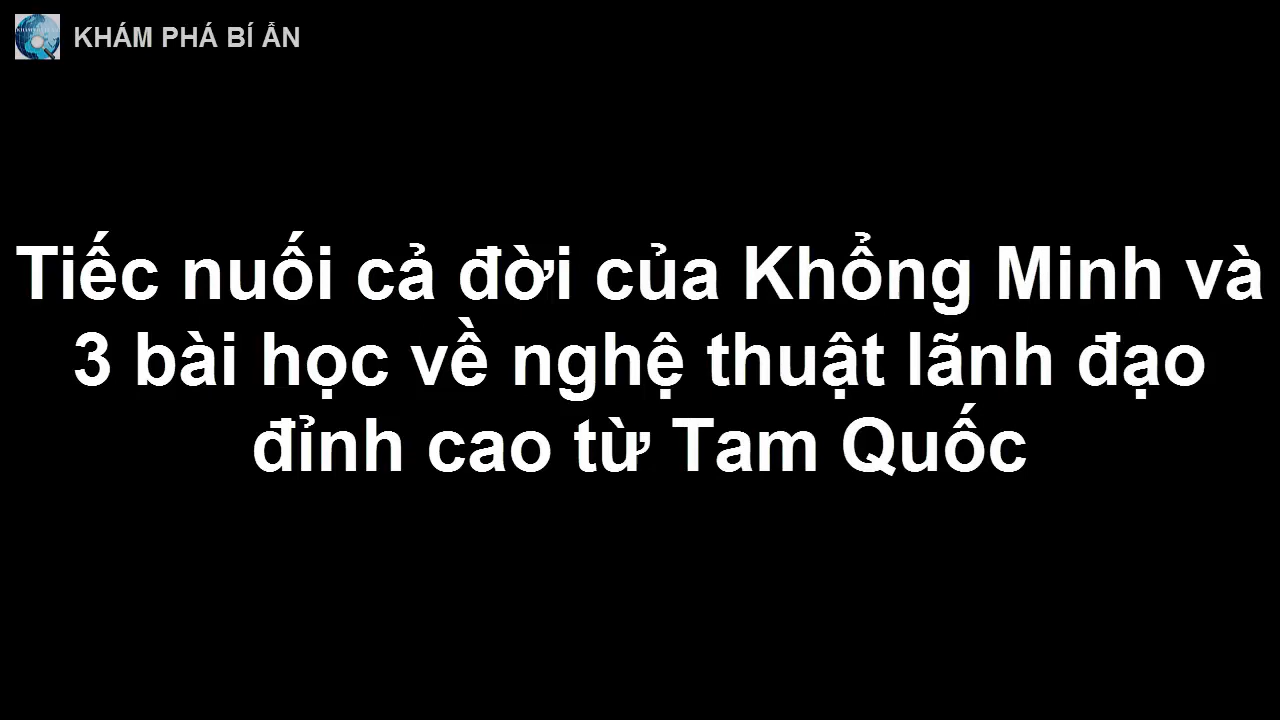 KHÁM PHÁ BÍ ẨN
Tiếc nuối cả đời của Khổng Minh và
3 bài học về nghệ thuật lãnh đạo
đỉnh cao từ Tam Quốc